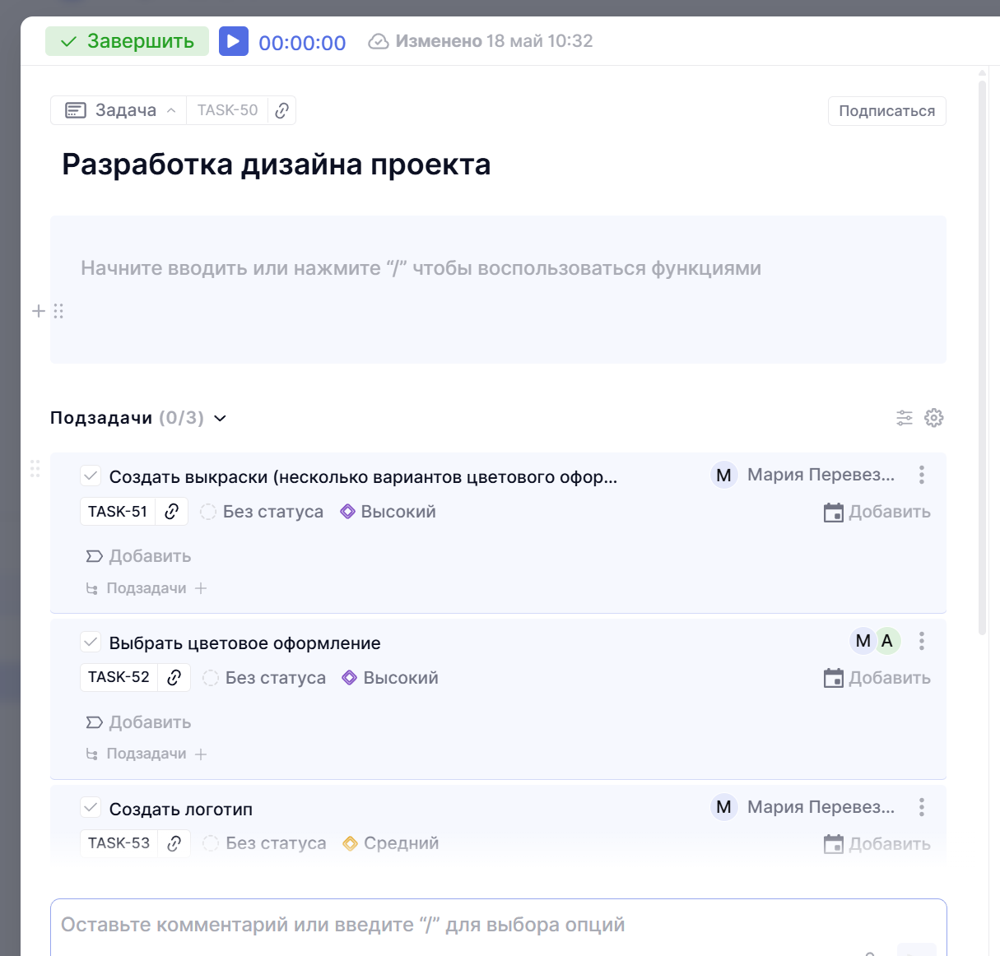 Завершить 00:00:00 Изменено 18 май 10:32
Задача TASK-50 Подписаться
Разработка дизайна проекта
Начните вводить или нажмите “/” чтобы воспользоваться функциями
Подзадачи (0/3)
Создать выкраски (несколько вариантов цветового офор... М Мария Перевез...
TASK-51 Без статуса Высокий Добавить
Добавить
Подзадачи
Выбрать цветовое оформление М А
TASK-52 Без статуса Высокий Добавить
Добавить
Подзадачи
Создать логотип М Мария Перевез...
TASK-53 Без статуса Средний Добавить
Оставьте комментарий или введите “/” для выбора опций